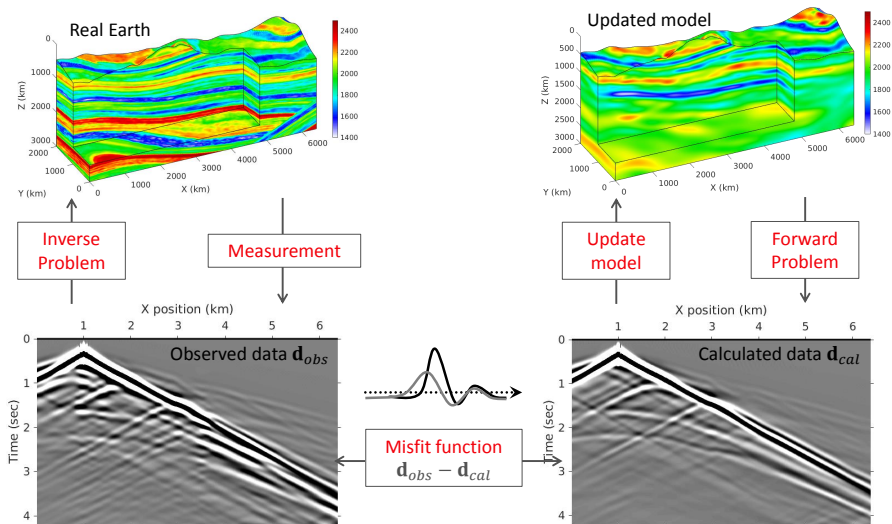 Real Earth
0
1000
2000
3000
Z (km)
2000
1000
0
Y (km)
0
1000
2000
3000
4000
5000
6000
X (km)
2400
2200
2000
1800
1600
1400
Updated model
0
500
1000
1500
2000
2500
3000
Z (km)
2000
1000
0
Y (km)
0
1000
2000
3000
4000
5000
6000
X (km)
2400
2200
2000
1800
1600
1400
Inverse
Problem
Measurement
Update
model
Forward
Problem
X position (km)
1 2 3 4 5 6
0
1
2
3
4
Time (sec)
Observed data d_obs
Misfit function
d_obs − d_cal
X position (km)
1 2 3 4 5 6
0
1
2
3
4
Time (sec)
Calculated data d_cal